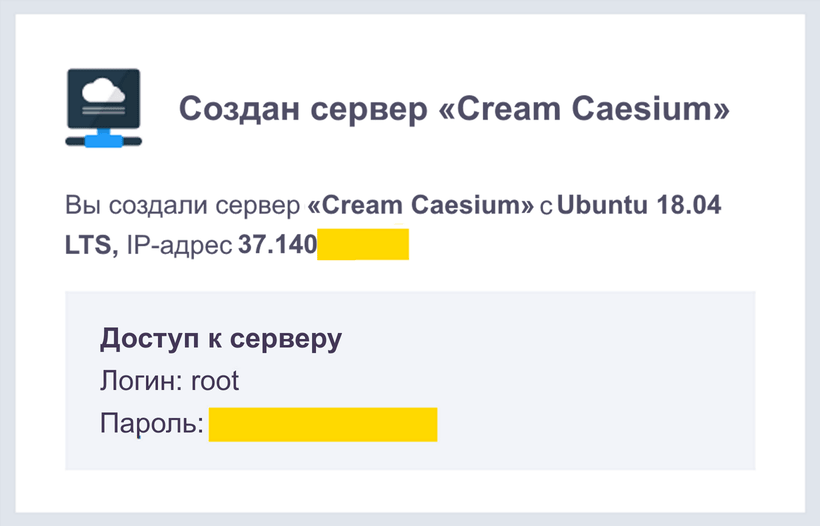 Создан сервер «Cream Caesium»
Вы создали сервер «Cream Caesium» с Ubuntu 18.04
LTS, IP-адрес 37.140
Доступ к серверу
Логин: root
Пароль: